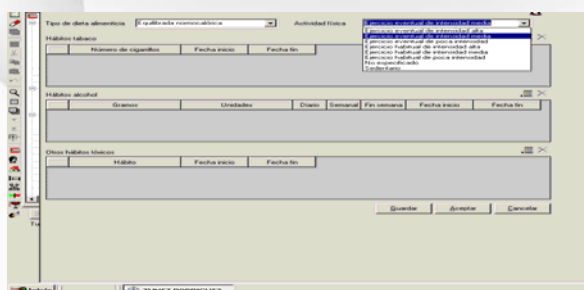 Tipo de dieta alimenticia Equilibrada normocalórica Actividad física Ejercicio eventual de intensidad media
Ejercicio eventual de intensidad alta
Ejercicio eventual de intensidad media
Ejercicio eventual de poca intensidad
Ejercicio habitual de intensidad alta
Ejercicio habitual de intensidad media
Ejercicio habitual de poca intensidad
No especificado
Sedentario
Hábitos tabaco
Número de cigarrillos Fecha inicio Fecha fin
Hábitos alcohol
Gramos Unidades Diario Semanal Fin semana Fecha inicio Fecha fin
Otros hábitos tóxicos
Hábito Fecha inicio Fecha fin
Guardar Aceptar Cancelar
Tu